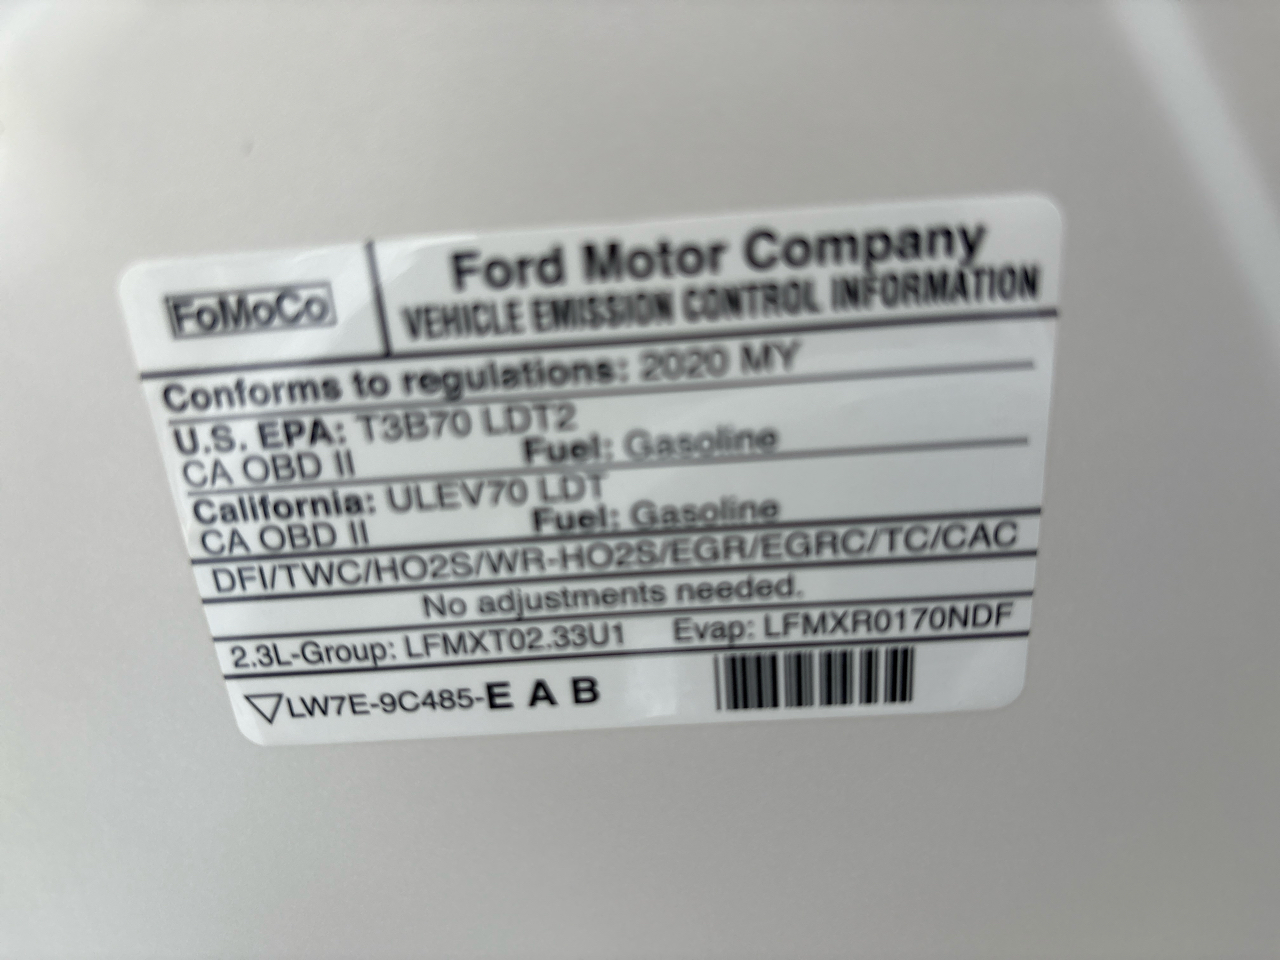 FoMoCo
Ford Motor Company
VEHICLE EMISSION CONTROL INFORMATION
Conforms to regulations: 2020 MY
U.S. EPA: T3B70 LDT2
CA OBD II Fuel: Gasoline
California: ULEV70 LDT
CA OBD II Fuel: Gasoline
DFI/TWC/HO2S/WR-HO2S/EGR/EGRC/TC/CAC
No adjustments needed.
2.3L-Group: LFMXT02.33U1 Evap: LFMXR0170NDF
▽LW7E-9C485-E A B